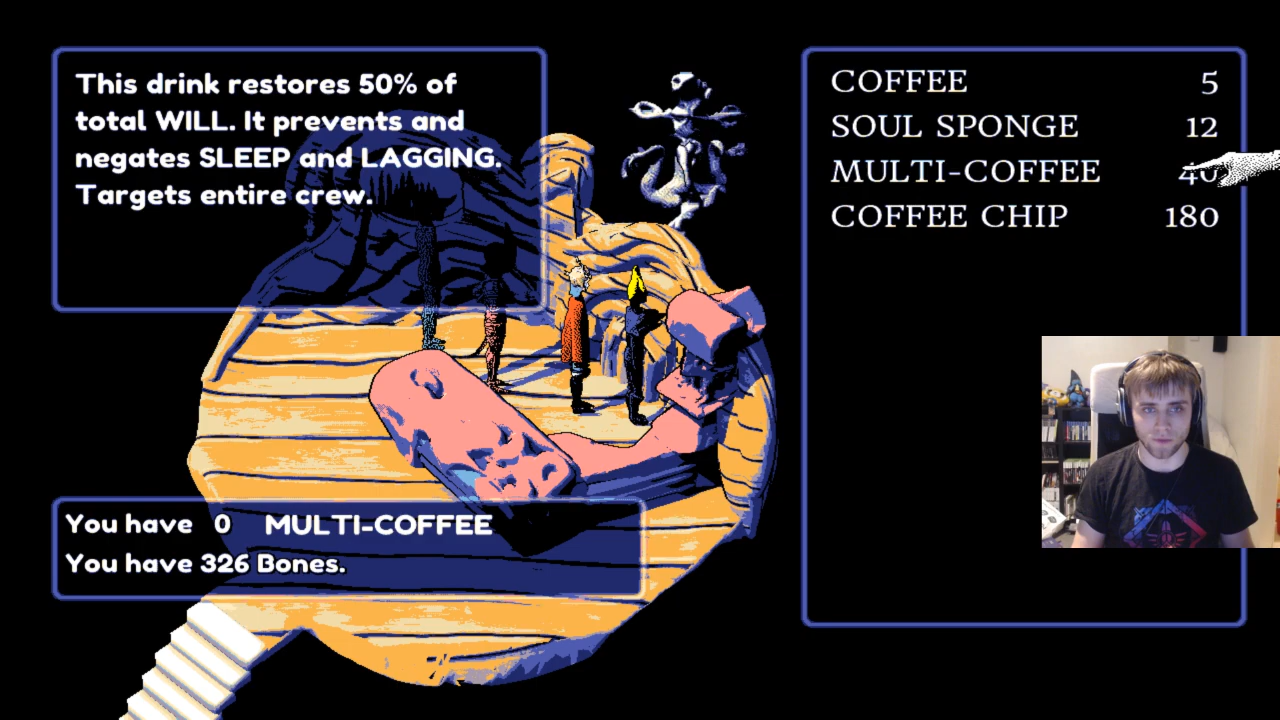 This drink restores 50% of
total WILL. It prevents and
negates SLEEP and LAGGING.
Targets entire crew.
COFFEE 5
SOUL SPONGE 12
MULTI-COFFEE 40
COFFEE CHIP 180
You have 0 MULTI-COFFEE
You have 326 Bones.